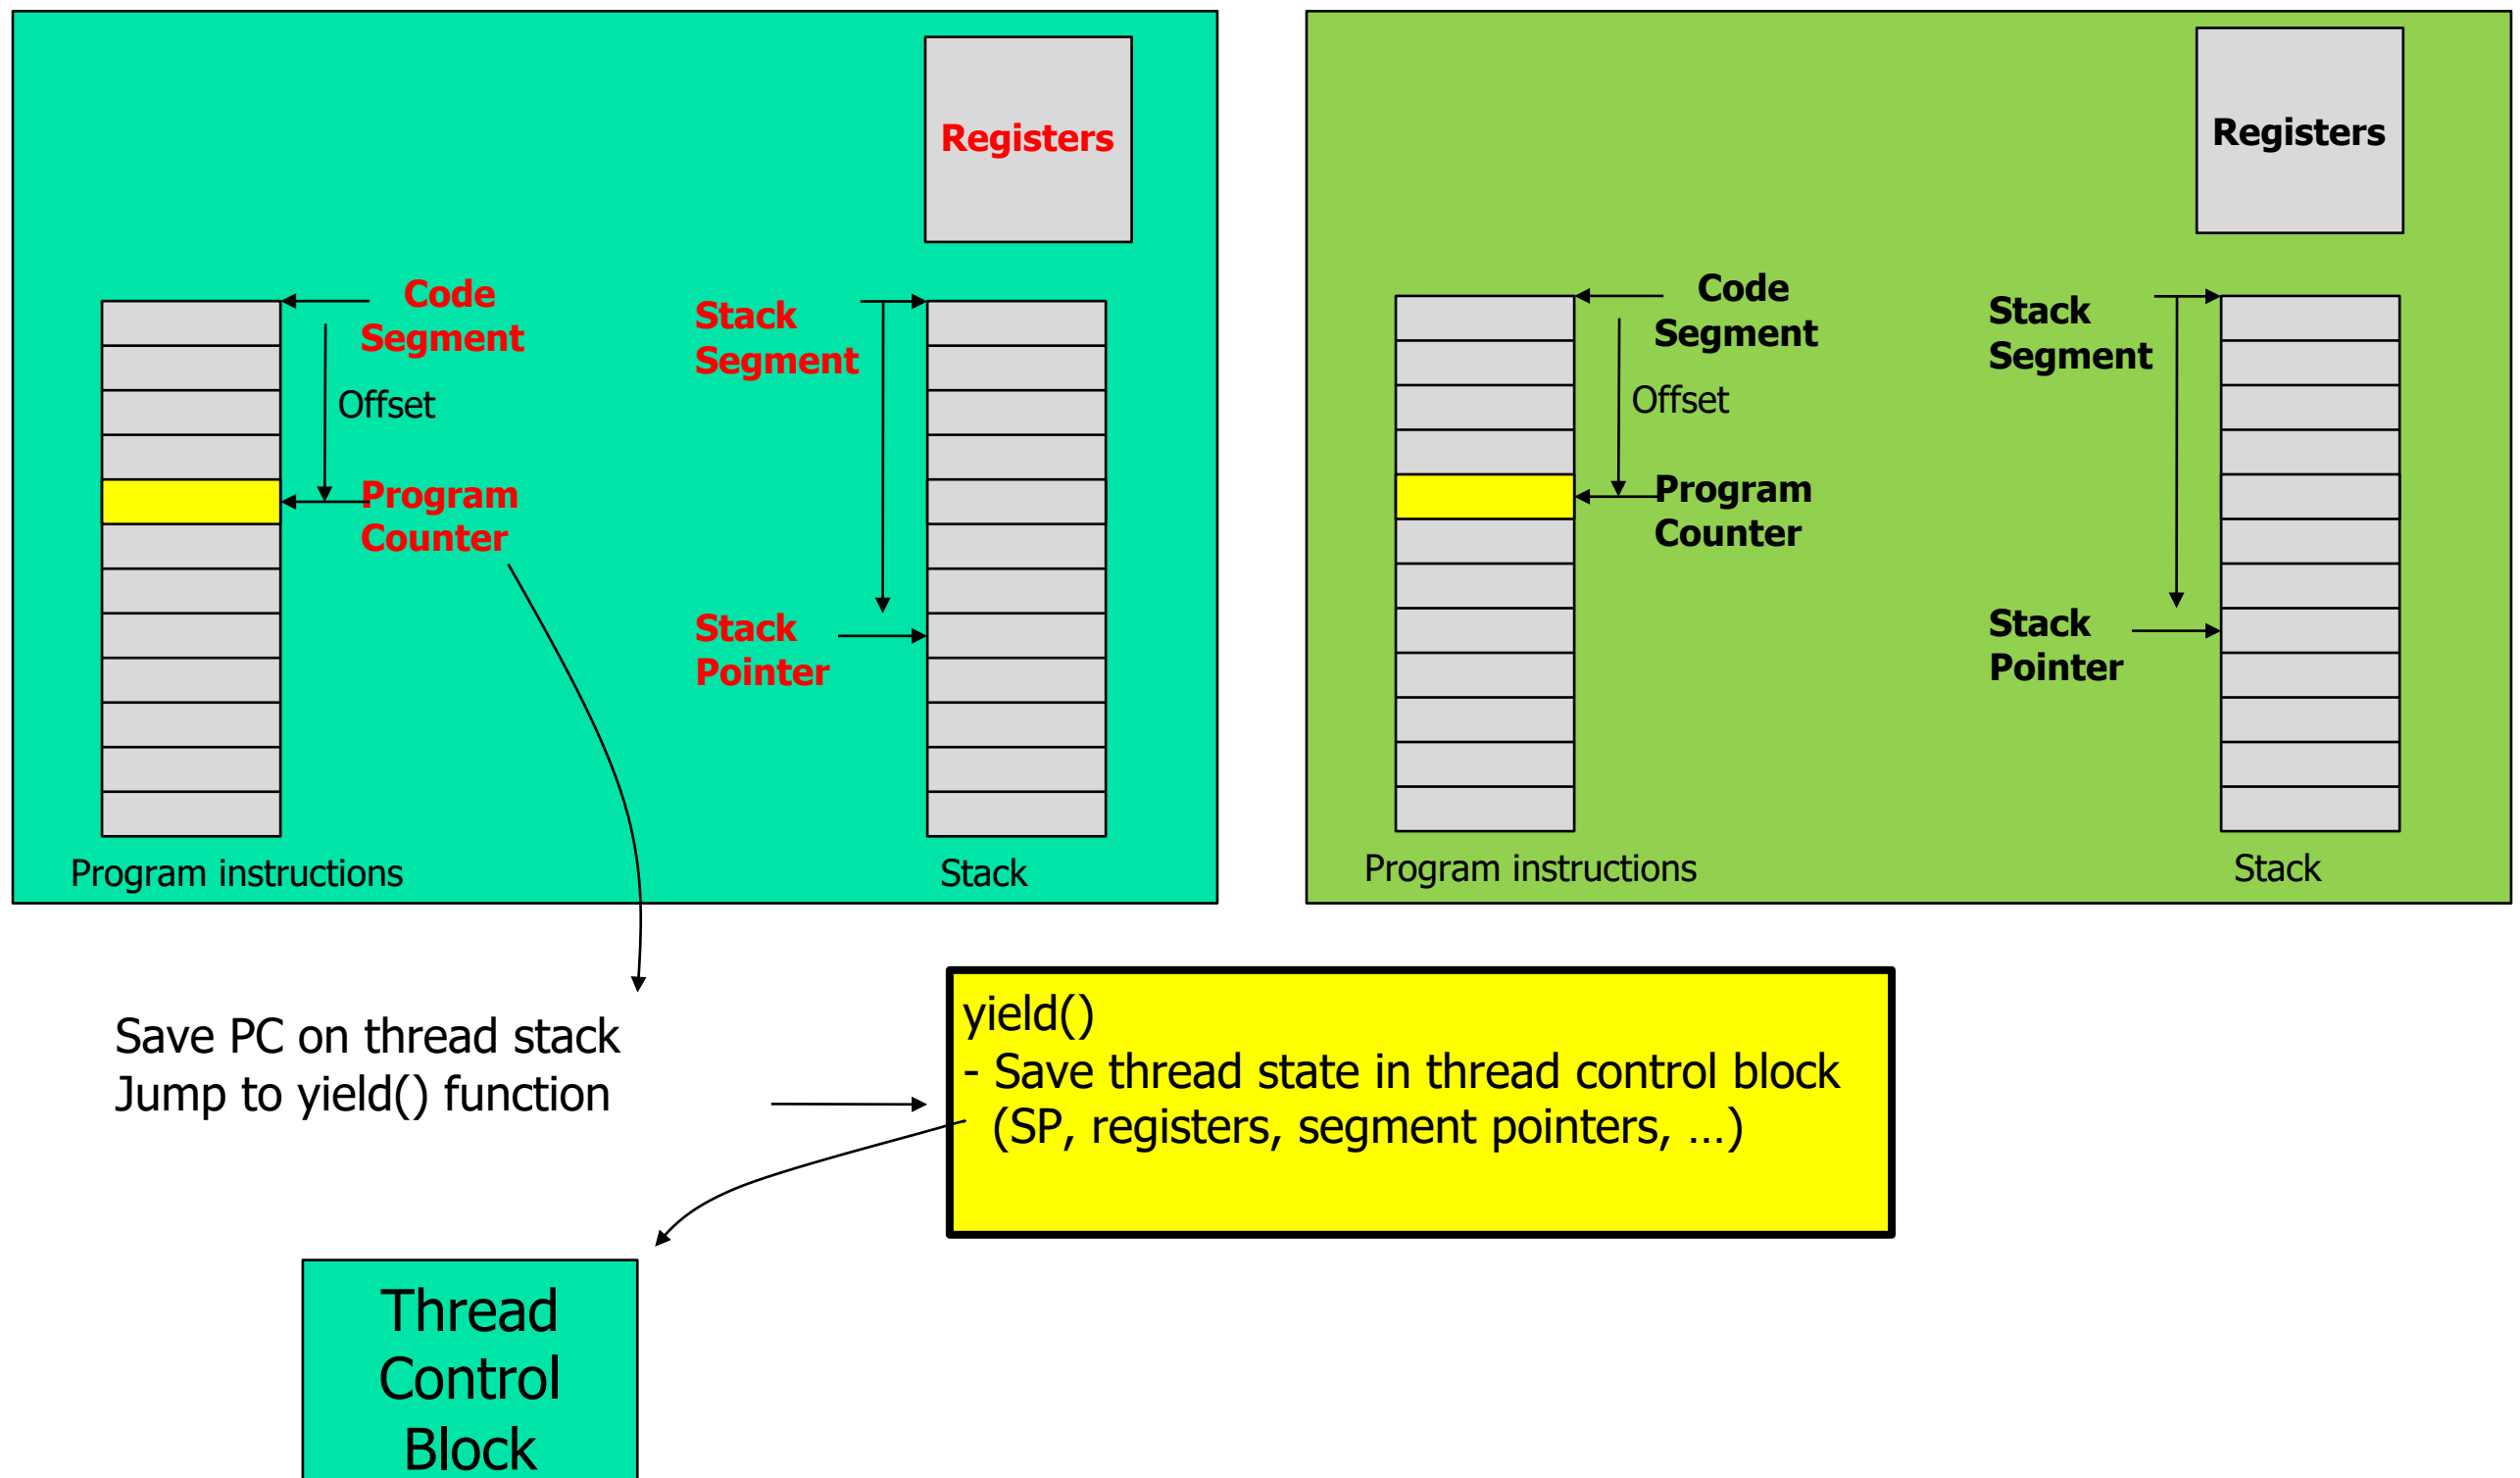 Registers
Code
Segment
Stack
Segment
Offset
Program
Counter
Stack
Pointer
Program instructions
Stack
Registers
Code
Segment
Stack
Segment
Offset
Program
Counter
Stack
Pointer
Program instructions
Stack
Save PC on thread stack
Jump to yield() function
yield()
- Save thread state in thread control block
(SP, registers, segment pointers, ...)
Thread
Control
Block